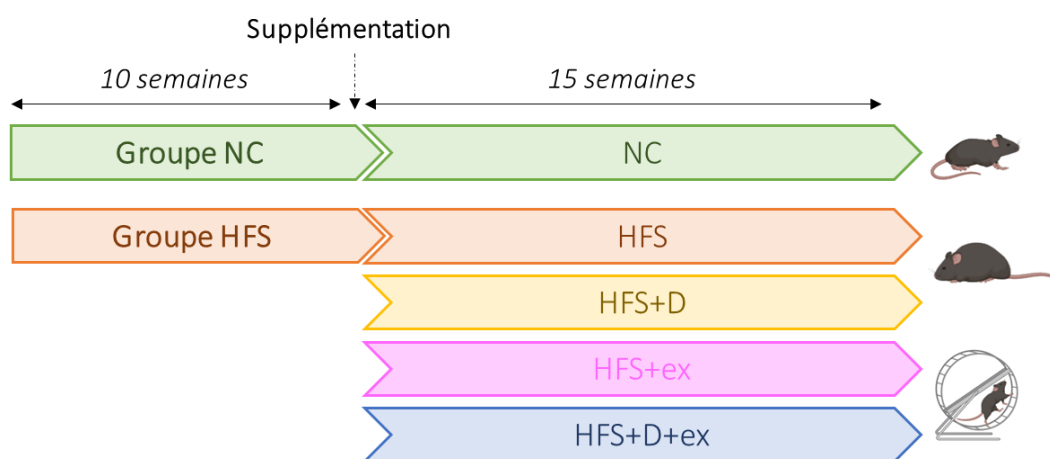 Supplémentation
10 semaines
15 semaines
Groupe NC
NC
Groupe HFS
HFS
HFS+D
HFS+ex
HFS+D+ex